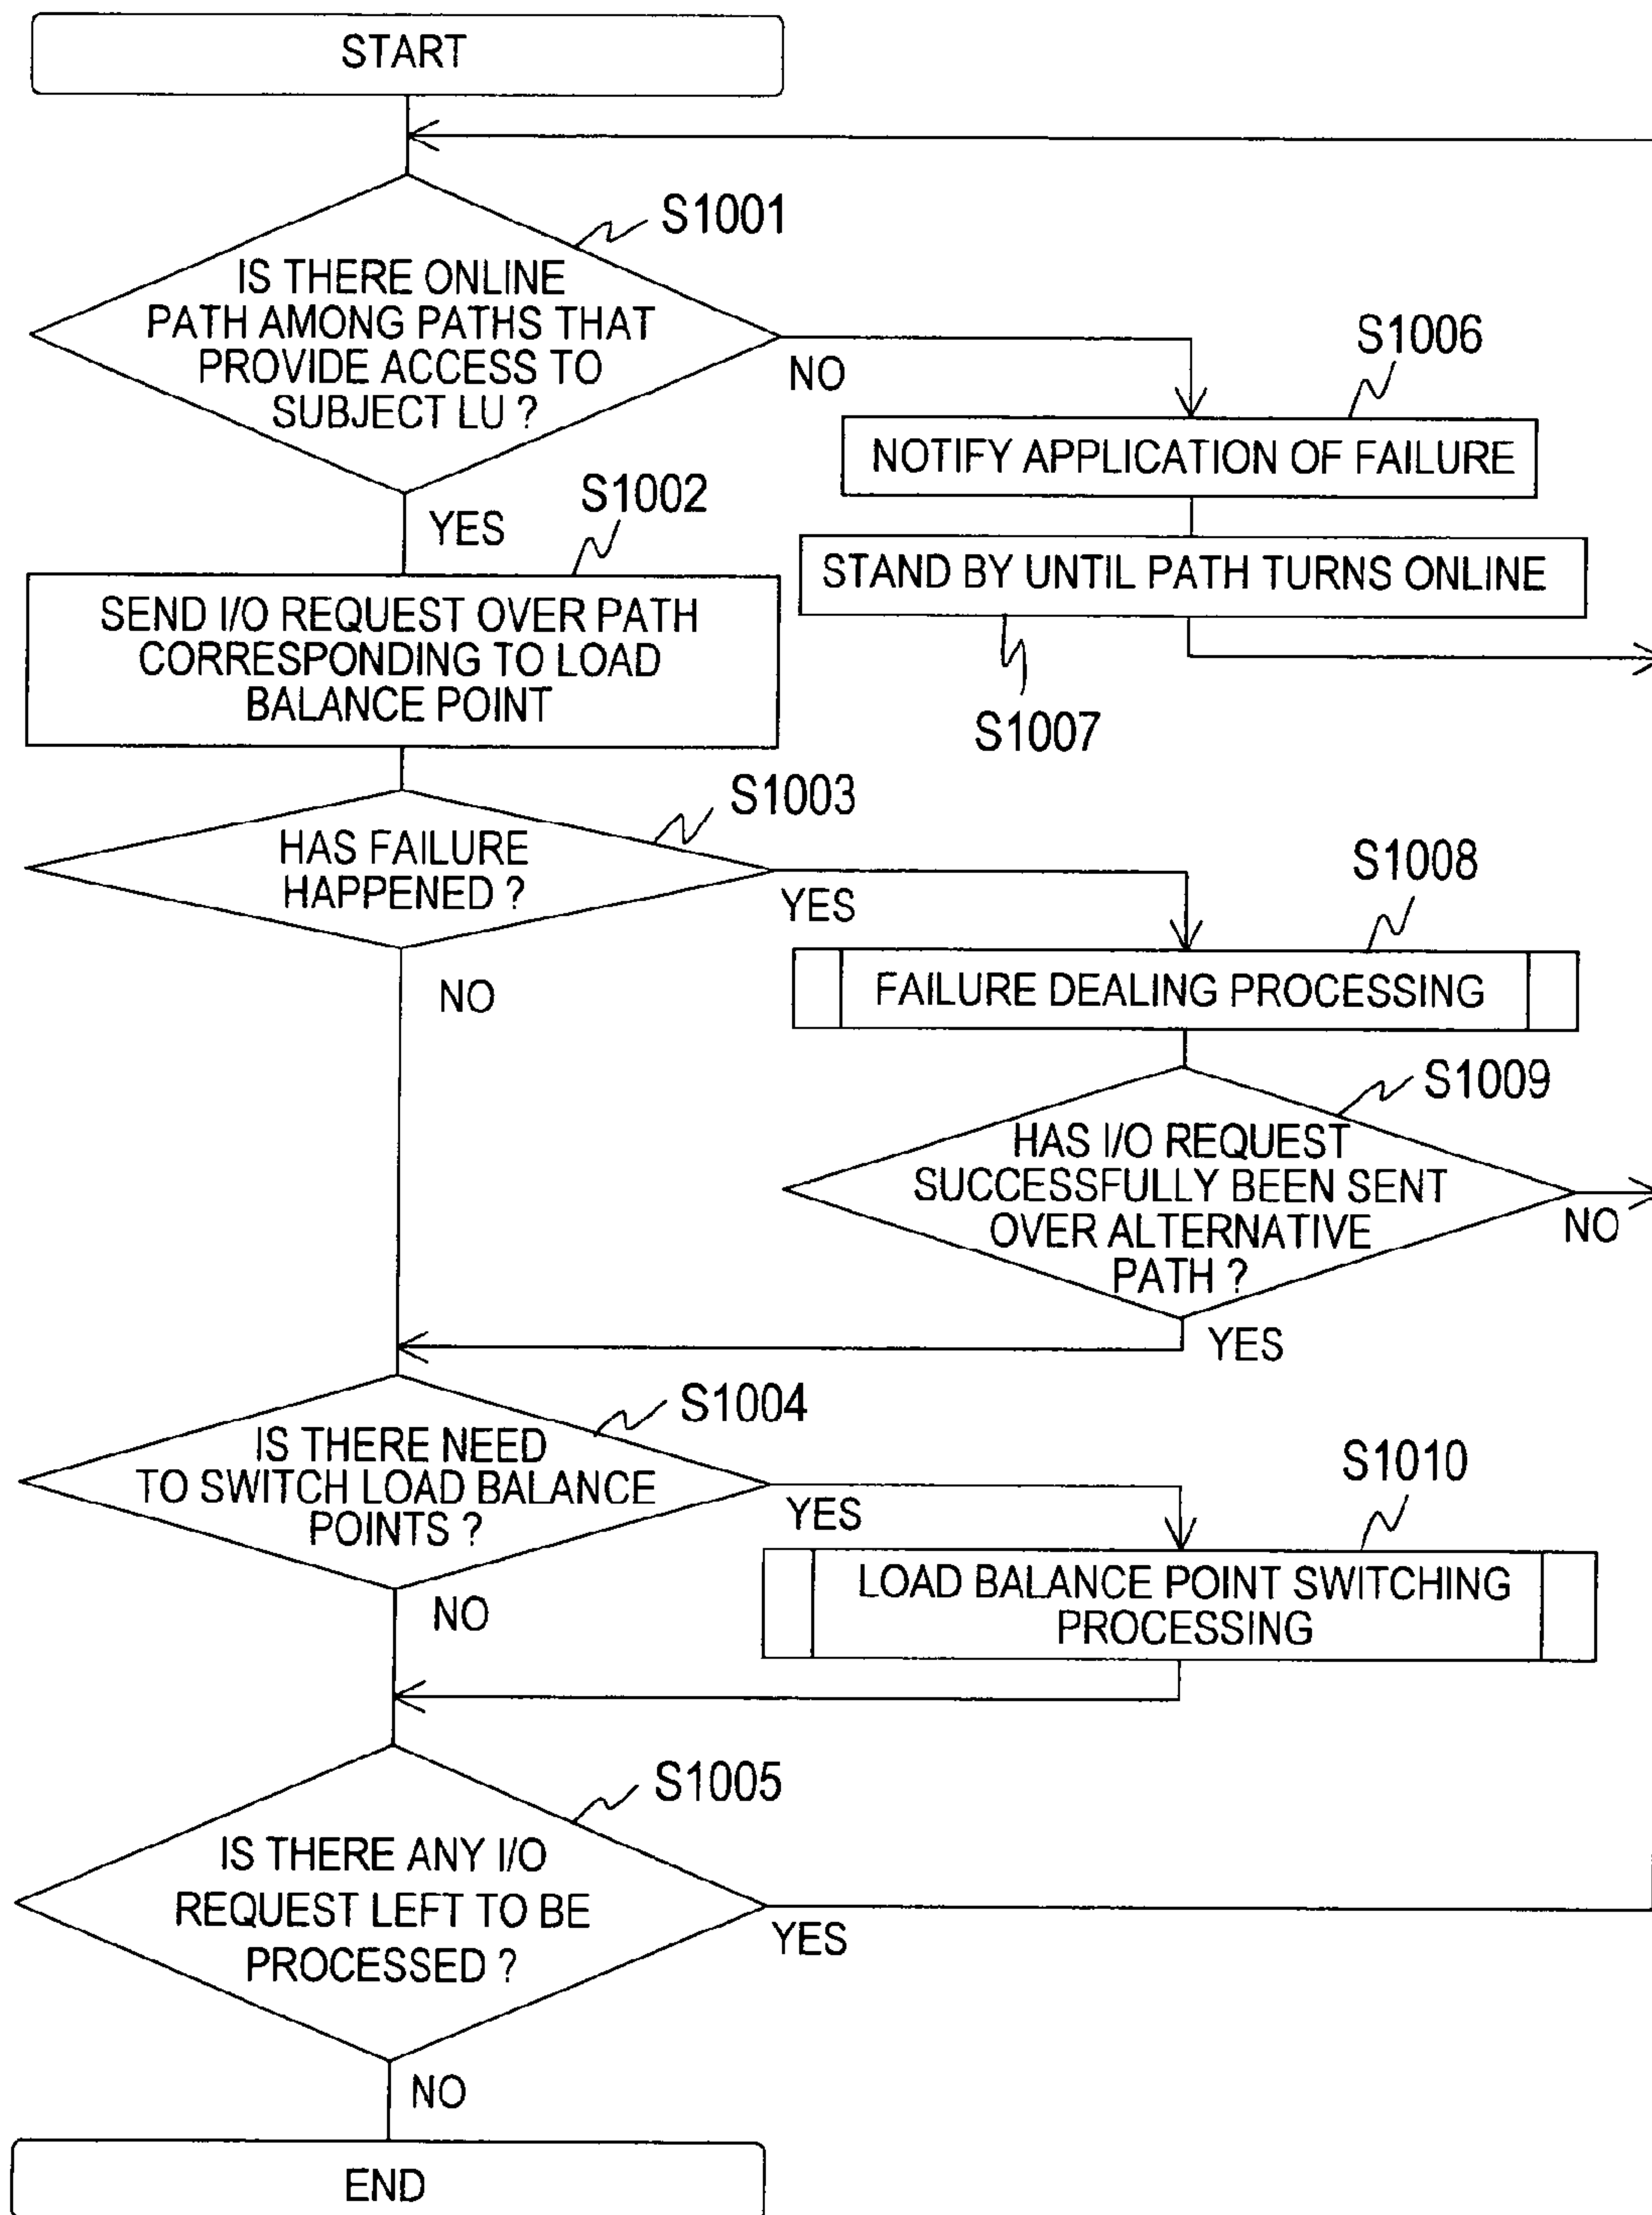 START
S1001
IS THERE ONLINE
PATH AMONG PATHS THAT
PROVIDE ACCESS TO
SUBJECT LU ?
NO
YES
S1006
NOTIFY APPLICATION OF FAILURE
STAND BY UNTIL PATH TURNS ONLINE
S1007
S1002
SEND I/O REQUEST OVER PATH
CORRESPONDING TO LOAD
BALANCE POINT
S1003
HAS FAILURE
HAPPENED ?
YES
NO
S1008
FAILURE DEALING PROCESSING
S1009
HAS I/O REQUEST
SUCCESSFULLY BEEN SENT
OVER ALTERNATIVE
PATH ?
NO
YES
S1004
IS THERE NEED
TO SWITCH LOAD BALANCE
POINTS ?
YES
NO
S1010
LOAD BALANCE POINT SWITCHING
PROCESSING
S1005
IS THERE ANY I/O
REQUEST LEFT TO BE
PROCESSED ?
YES
NO
END